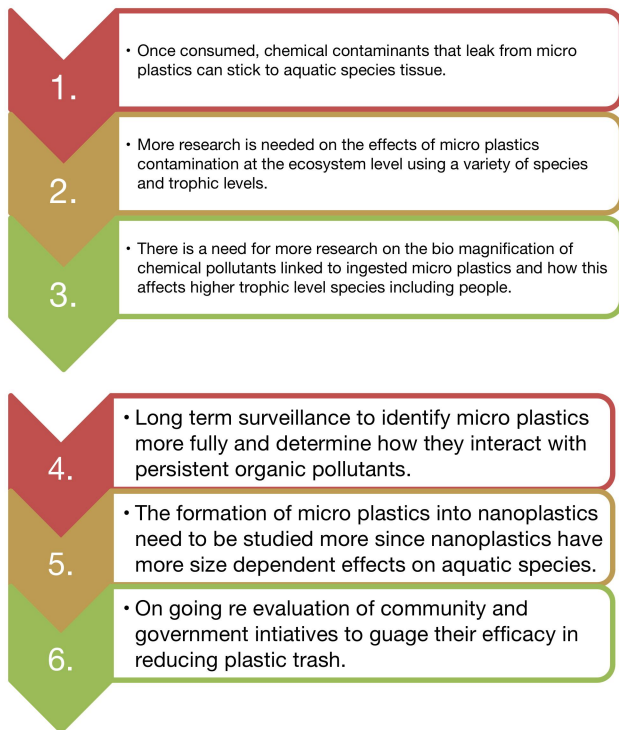 1.
• Once consumed, chemical contaminants that leak from micro
plastics can stick to aquatic species tissue.
2.
• More research is needed on the effects of micro plastics
contamination at the ecosystem level using a variety of species
and trophic levels.
3.
• There is a need for more research on the bio magnification of
chemical pollutants linked to ingested micro plastics and how this
affects higher trophic level species including people.
4.
• Long term surveillance to identify micro plastics
more fully and determine how they interact with
persistent organic pollutants.
5.
• The formation of micro plastics into nanoplastics
need to be studied more since nanoplastics have
more size dependent effects on aquatic species.
6.
• On going re evaluation of community and
government intiatives to guage their efficacy in
reducing plastic trash.